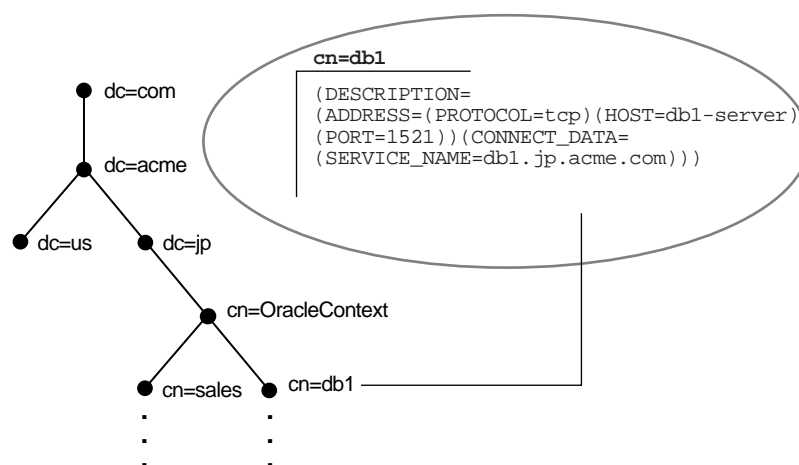 cn=db1
(DESCRIPTION=
(ADDRESS=(PROTOCOL=tcp)(HOST=db1-server)
(PORT=1521))(CONNECT_DATA=
(SERVICE_NAME=db1.jp.acme.com)))
dc=com
dc=acme
dc=us
dc=jp
cn=OracleContext
cn=sales
cn=db1